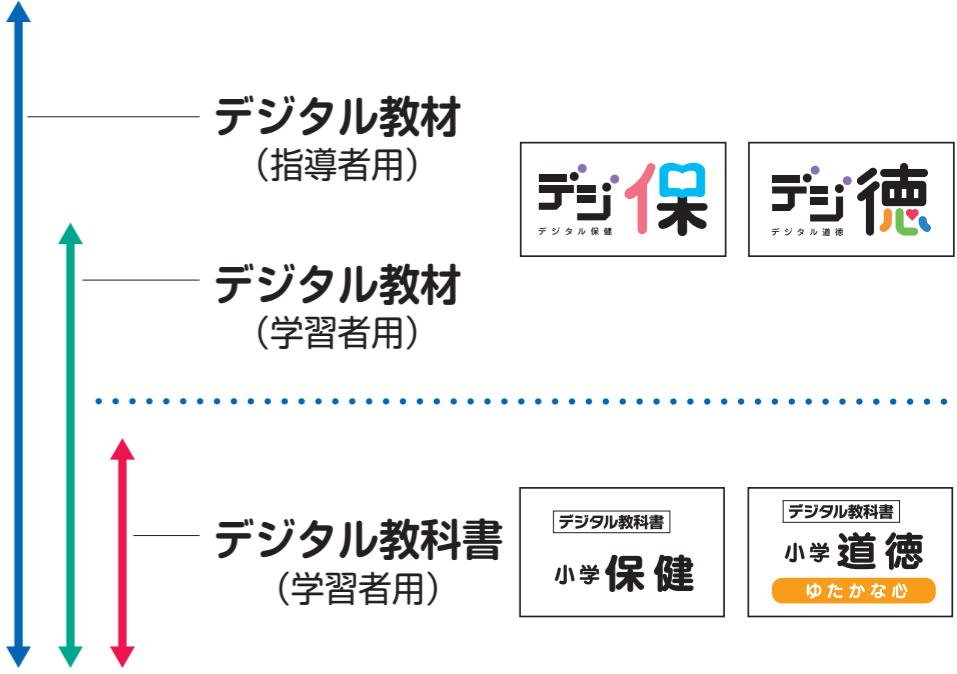 デジタル教材
（指導者用）
デジ保
デジタル保健
デジ徳
デジタル道徳
デジタル教材
（学習者用）
デジタル教科書
（学習者用）
デジタル教科書
小学保健
デジタル教科書
小学道徳
ゆたかな心